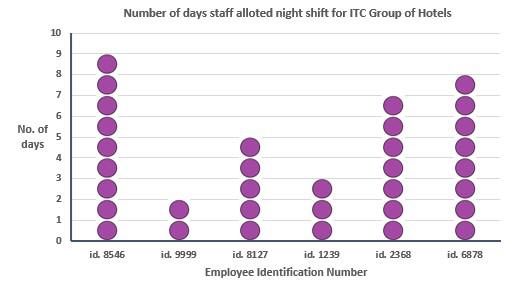 Number of days staff alloted night shift for ITC Group of Hotels
10
9
8
7
6
5
4
3
2
1
0
No. of
days
id. 8546 id. 9999 id. 8127 id. 1239 id. 2368 id. 6878
Employee Identification Number